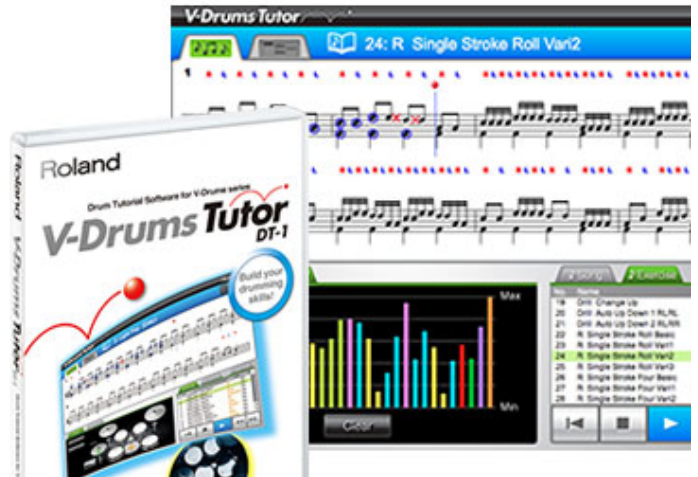 V-Drums Tutor
24: R Single Stroke Roll Vari2
1
Roland
Drum Tutorial Software for V-Drums series
V-Drums Tutor
DT-1
Build your
drumming
skills!
Roland V-Drums Tutor
Song
Exercise
No. Name
19 Drill Change Up
20 Drill Auto Up Down 1 RLRL
21 Drill Auto Up Down 2 RLRR
22 R Single Stroke Roll Basic
23 R Single Stroke Roll Vari1
24 R Single Stroke Roll Vari2
25 R Single Stroke Roll Vari3
26 R Single Stroke Four Basic
27 R Single Stroke Four Vari1
28 R Single Stroke Four Vari2
Max
Min
Clear